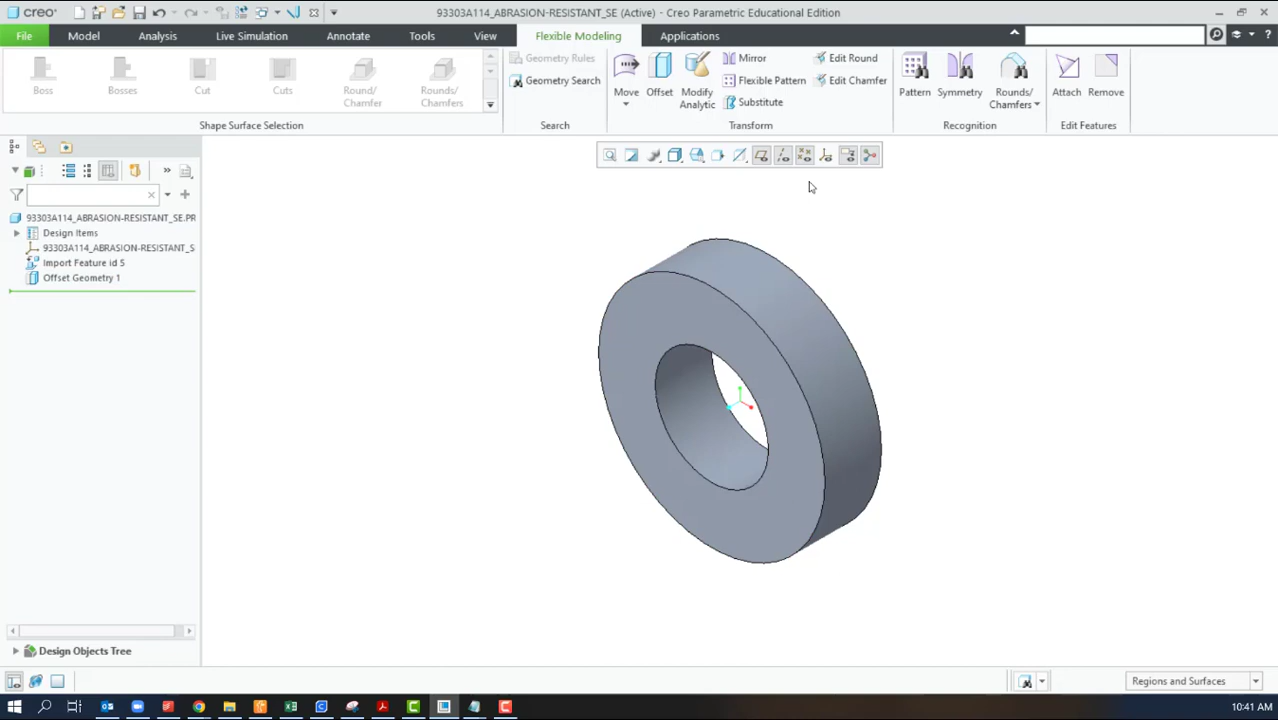 creo 93303A114_ABRASION-RESISTANT_SE (Active) - Creo Parametric Educational Edition
File Model Analysis Live Simulation Annotate Tools View Flexible Modeling Applications
Boss Bosses Cut Cuts Round/ Chamfer Rounds/ Chamfers
Shape Surface Selection
Geometry Rules
Geometry Search
Search
Move Offset Modify Analytic
Mirror
Flexible Pattern
Substitute
Edit Round
Edit Chamfer
Transform
Pattern Symmetry Rounds/ Chamfers
Recognition
Attach Remove
Edit Features
93303A114_ABRASION-RESISTANT_SE.PR
Design Items
93303A114_ABRASION-RESISTANT_S
Import Feature id 5
Offset Geometry 1
Design Objects Tree
Regions and Surfaces
10:41 AM